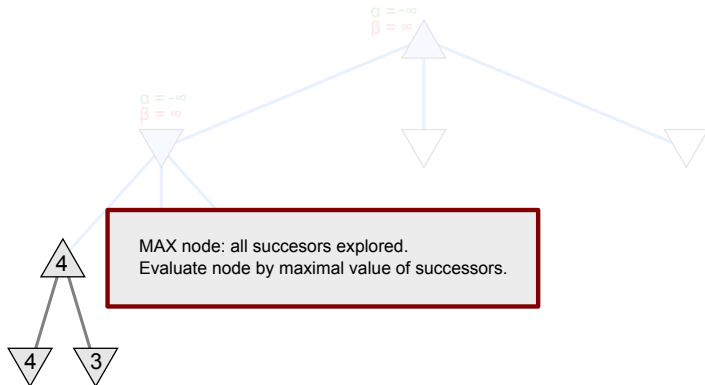 α = -∞
β = ∞
α = -∞
β = ∞
MAX node: all succesors explored.
Evaluate node by maximal value of successors.
4
4
3